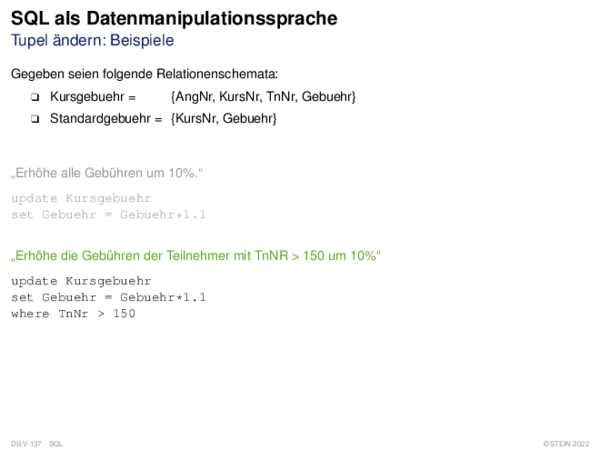 SQL als Datenmanipulationssprache
Tupel ändern: Beispiele
Gegeben seien folgende Relationenschemata:
❑ Kursgebuehr = {AngNr, KursNr, TnNr, Gebuehr}
❑ Standardgebuehr = {KursNr, Gebuehr}
„Erhöhe alle Gebühren um 10%.“
update Kursgebuehr
set Gebuehr = Gebuehr*1.1
„Erhöhe die Gebühren der Teilnehmer mit TnNR > 150 um 10%“
update Kursgebuehr
set Gebuehr = Gebuehr*1.1
where TnNr > 150
DB:V-137 SQL ©STEIN 2022